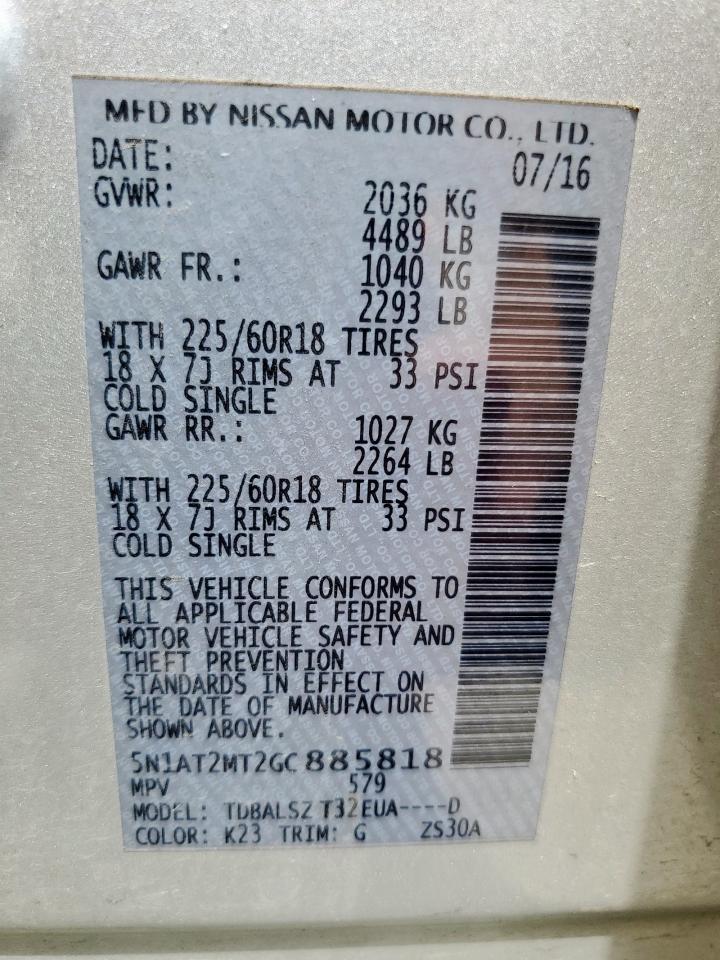 MFD BY NISSAN MOTOR CO., LTD.
DATE: 07/16
GVWR: 2036 KG
4489 LB
GAWR FR.: 1040 KG
2293 LB
WITH 225/60R18 TIRES
18 X 7J RIMS AT 33 PSI
COLD SINGLE
GAWR RR.: 1027 KG
2264 LB
WITH 225/60R18 TIRES
18 X 7J RIMS AT 33 PSI
COLD SINGLE
THIS VEHICLE CONFORMS TO
ALL APPLICABLE FEDERAL
MOTOR VEHICLE SAFETY AND
THEFT PREVENTION
STANDARDS IN EFFECT ON
THE DATE OF MANUFACTURE
SHOWN ABOVE.
5N1AT2MT2GC885818
MPV 579
MODEL: TDBALSZ T32EUA----D
COLOR: K23 TRIM: G ZS30A